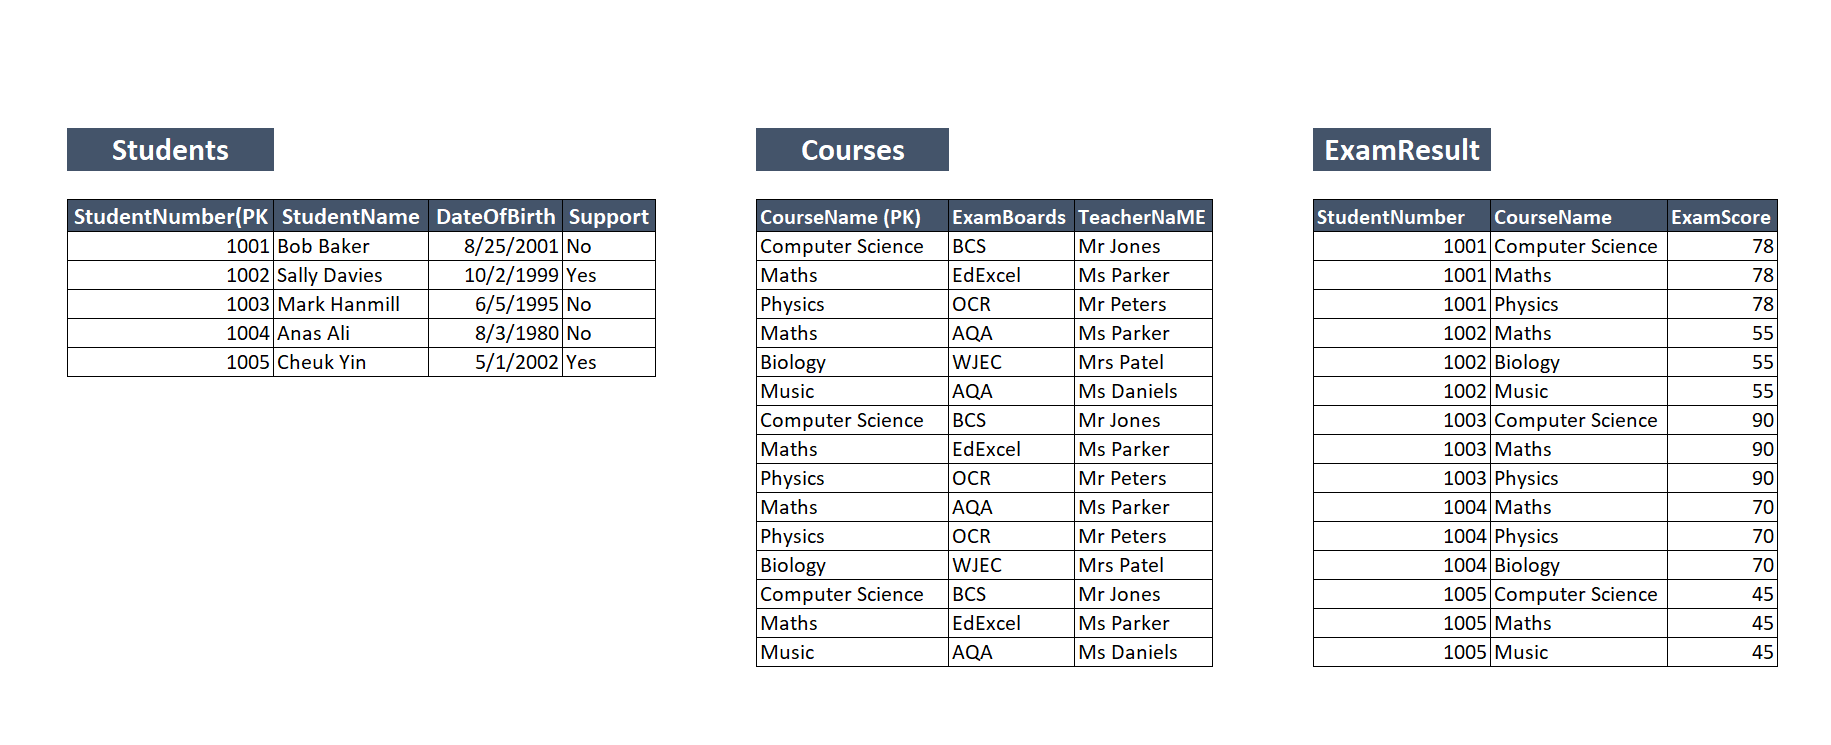 Students
StudentNumber(PK StudentName DateOfBirth Support
1001 Bob Baker 8/25/2001 No
1002 Sally Davies 10/2/1999 Yes
1003 Mark Hanmill 6/5/1995 No
1004 Anas Ali 8/3/1980 No
1005 Cheuk Yin 5/1/2002 Yes
Courses
CourseName (PK) ExamBoards TeacherNaME
Computer Science BCS Mr Jones
Maths EdExcel Ms Parker
Physics OCR Mr Peters
Maths AQA Ms Parker
Biology WJEC Mrs Patel
Music AQA Ms Daniels
Computer Science BCS Mr Jones
Maths EdExcel Ms Parker
Physics OCR Mr Peters
Maths AQA Ms Parker
Physics OCR Mr Peters
Biology WJEC Mrs Patel
Computer Science BCS Mr Jones
Maths EdExcel Ms Parker
Music AQA Ms Daniels
ExamResult
StudentNumber CourseName ExamScore
1001 Computer Science 78
1001 Maths 78
1001 Physics 78
1002 Maths 55
1002 Biology 55
1002 Music 55
1003 Computer Science 90
1003 Maths 90
1003 Physics 90
1004 Maths 70
1004 Physics 70
1004 Biology 70
1005 Computer Science 45
1005 Maths 45
1005 Music 45